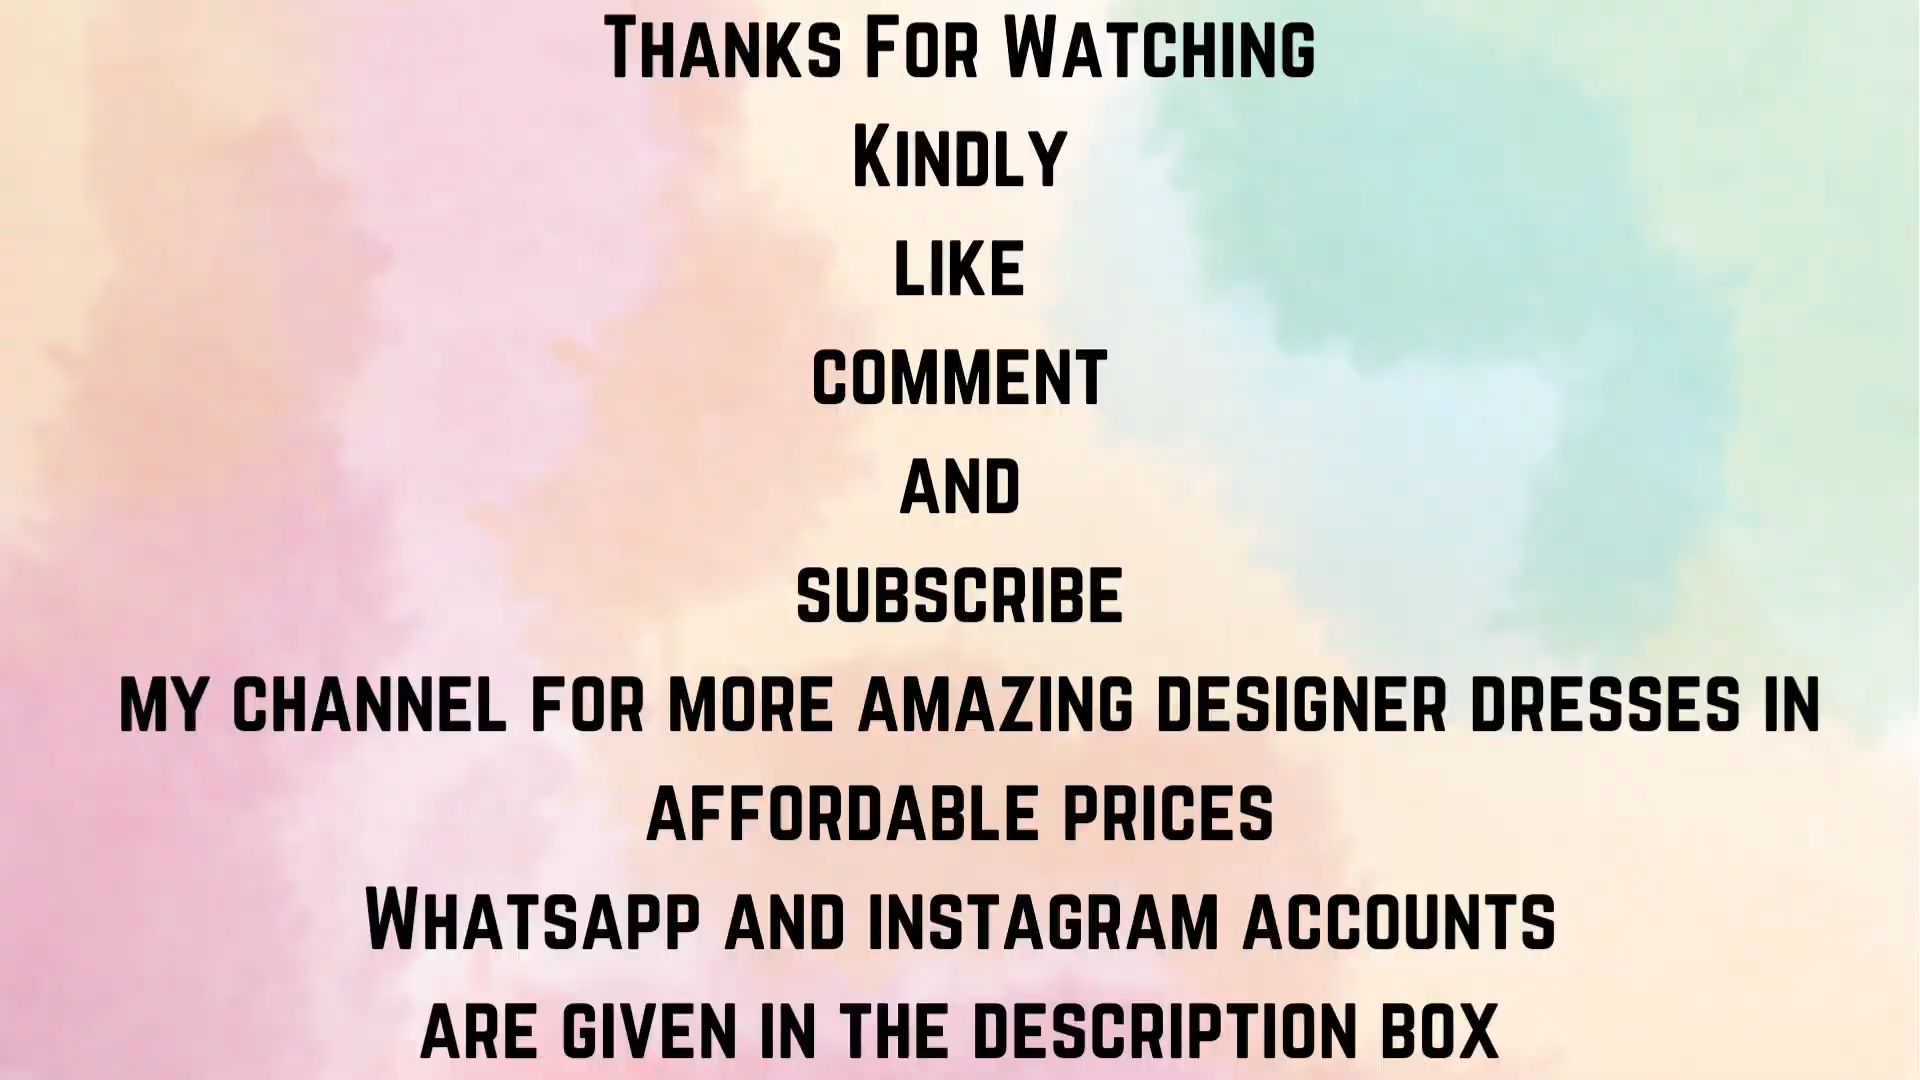 Thanks For Watching
Kindly
like
comment
and
subscribe
my channel for more amazing designer dresses in
affordable prices
Whatsapp and instagram accounts
are given in the description box